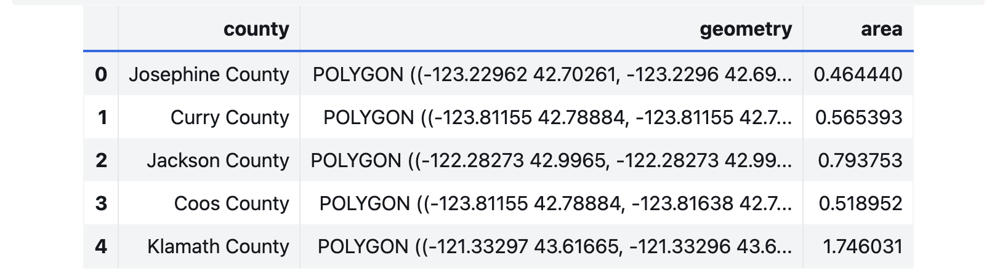 county geometry area
0 Josephine County POLYGON ((-123.22962 42.70261, -123.2296 42.69... 0.464440
1 Curry County POLYGON ((-123.81155 42.78884, -123.81155 42.7... 0.565393
2 Jackson County POLYGON ((-122.28273 42.9965, -122.28273 42.99... 0.793753
3 Coos County POLYGON ((-123.81155 42.78884, -123.81638 42.7... 0.518952
4 Klamath County POLYGON ((-121.33297 43.61665, -121.33296 43.6... 1.746031